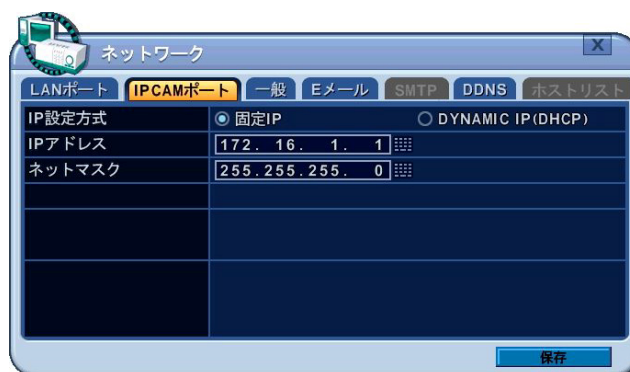 ネットワーク
X
LANポート IPCAMポート 一般 Eメール SMTP DDNS ホストリスト
IP設定方式 固定IP DYNAMIC IP(DHCP)
IPアドレス 172. 16. 1. 1
ネットマスク 255.255.255. 0
保存